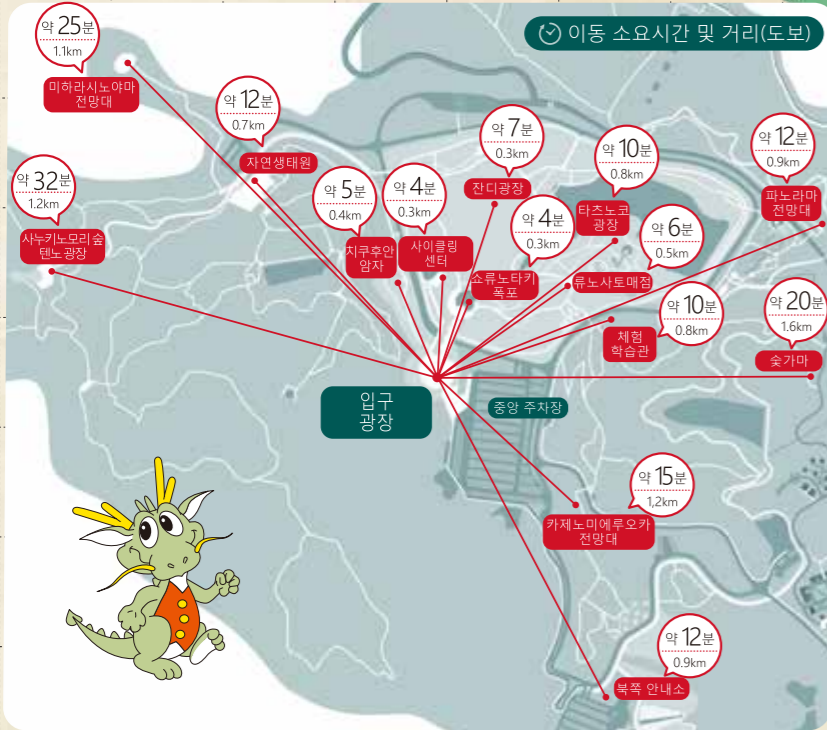 이동 소요시간 및 거리(도보)
약 25분
1.1km
미하라시노야마
전망대
약 12분
0.7km
자연생태원
약 7분
0.3km
잔디광장
약 10분
0.8km
타츠노코
광장
약 12분
0.9km
파노라마
전망대
약 32분
1.2km
사누키노모리숲
텐노광장
약 5분
0.4km
치쿠후안
암자
약 4분
0.3km
사이클링
센터
약 4분
0.3km
쇼류노타키
폭포
약 6분
0.5km
류노사토매점
약 10분
0.8km
체험
학습관
약 20분
1.6km
숯가마
입구
광장
중앙 주차장
약 15분
1,2km
카제노미에루오카
전망대
약 12분
0.9km
북쪽 안내소